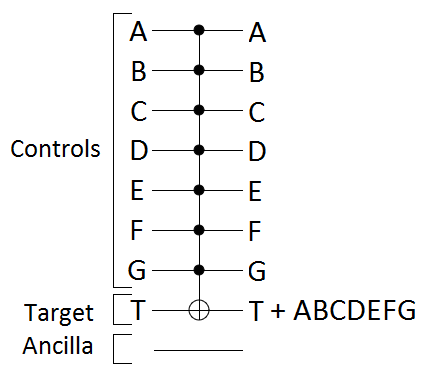 A A
B B
C C
Controls D D
E E
F F
G G
Target T T + ABCDEFG
Ancilla